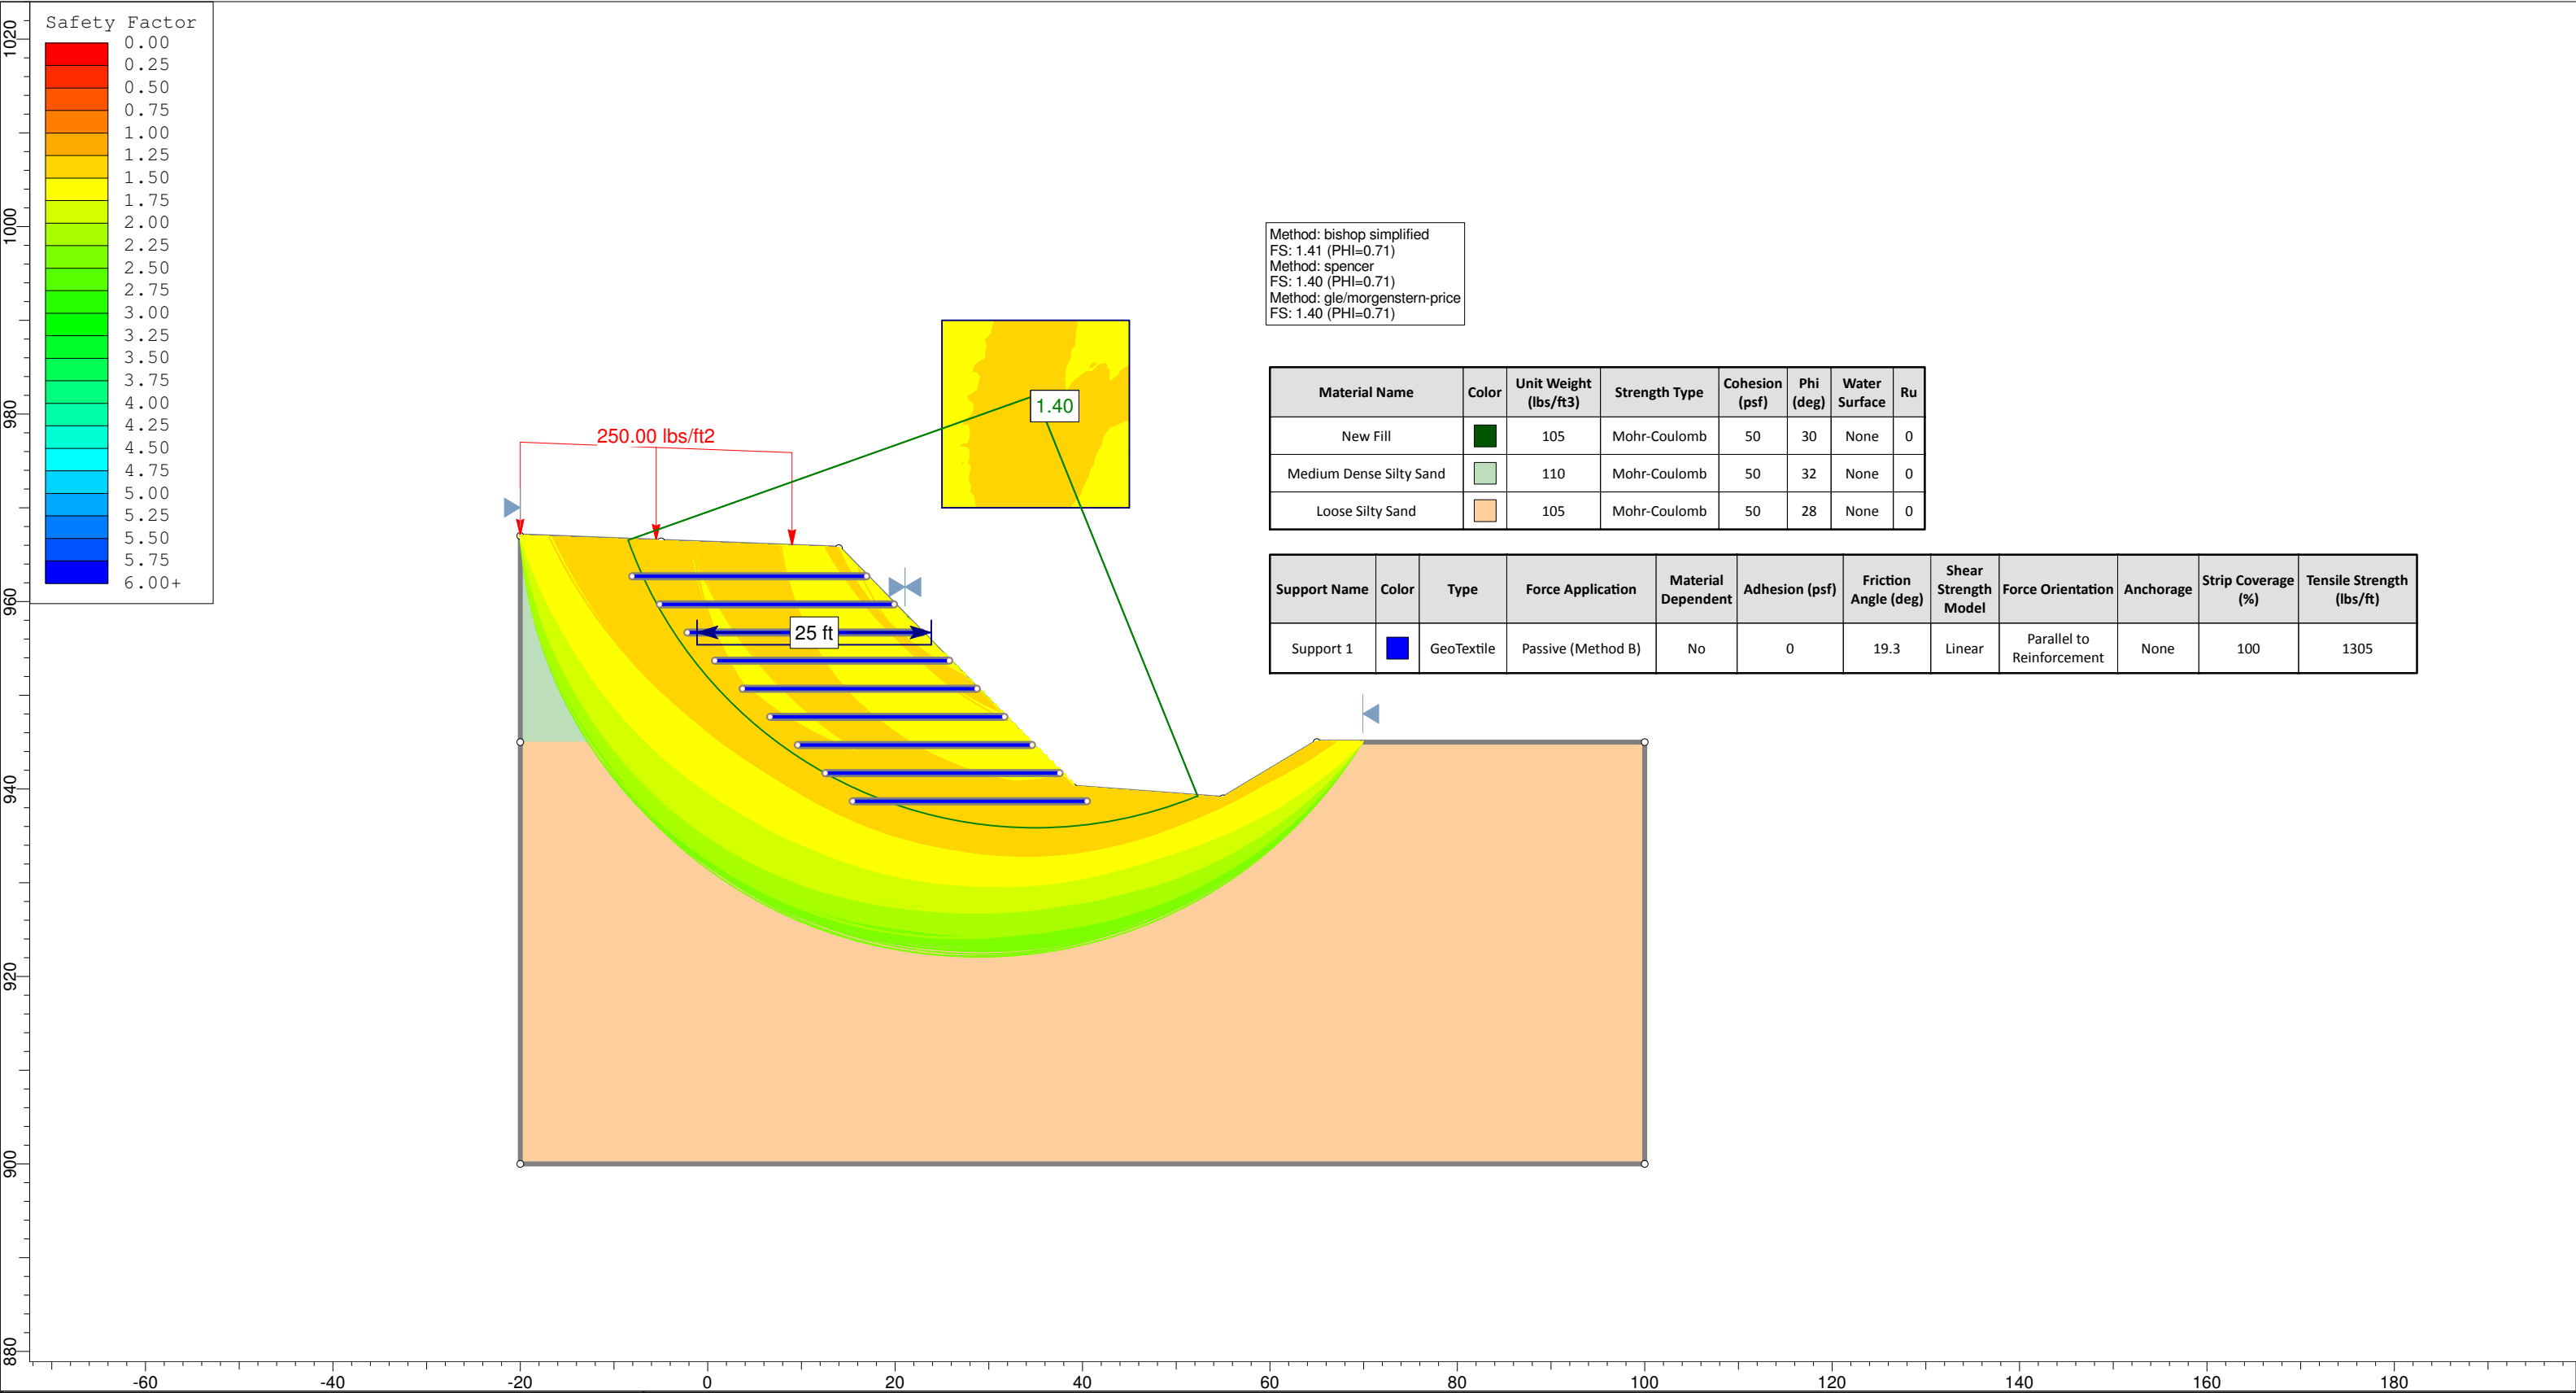 Safety Factor
0.00
0.25
0.50
0.75
1.00
1.25
1.50
1.75
2.00
2.25
2.50
2.75
3.00
3.25
3.50
3.75
4.00
4.25
4.50
4.75
5.00
5.25
5.50
5.75
6.00+
1020
1000
980
960
940
920
900
880
250.00 lbs/ft2
1.40
25 ft
Method: bishop simplified
FS: 1.41 (PHI=0.71)
Method: spencer
FS: 1.40 (PHI=0.71)
Method: gle/morgenstern-price
FS: 1.40 (PHI=0.71)
Material Name Color Unit Weight (lbs/ft3) Strength Type Cohesion (psf) Phi (deg) Water Surface Ru
New Fill 105 Mohr-Coulomb 50 30 None 0
Medium Dense Silty Sand 110 Mohr-Coulomb 50 32 None 0
Loose Silty Sand 105 Mohr-Coulomb 50 28 None 0
Support Name Color Type Force Application Material Dependent Adhesion (psf) Friction Angle (deg) Shear Strength Model Force Orientation Anchorage Strip Coverage (%) Tensile Strength (lbs/ft)
Support 1 GeoTextile Passive (Method B) No 0 19.3 Linear Parallel to Reinforcement None 100 1305
-60 -40 -20 0 20 40 60 80 100 120 140 160 180